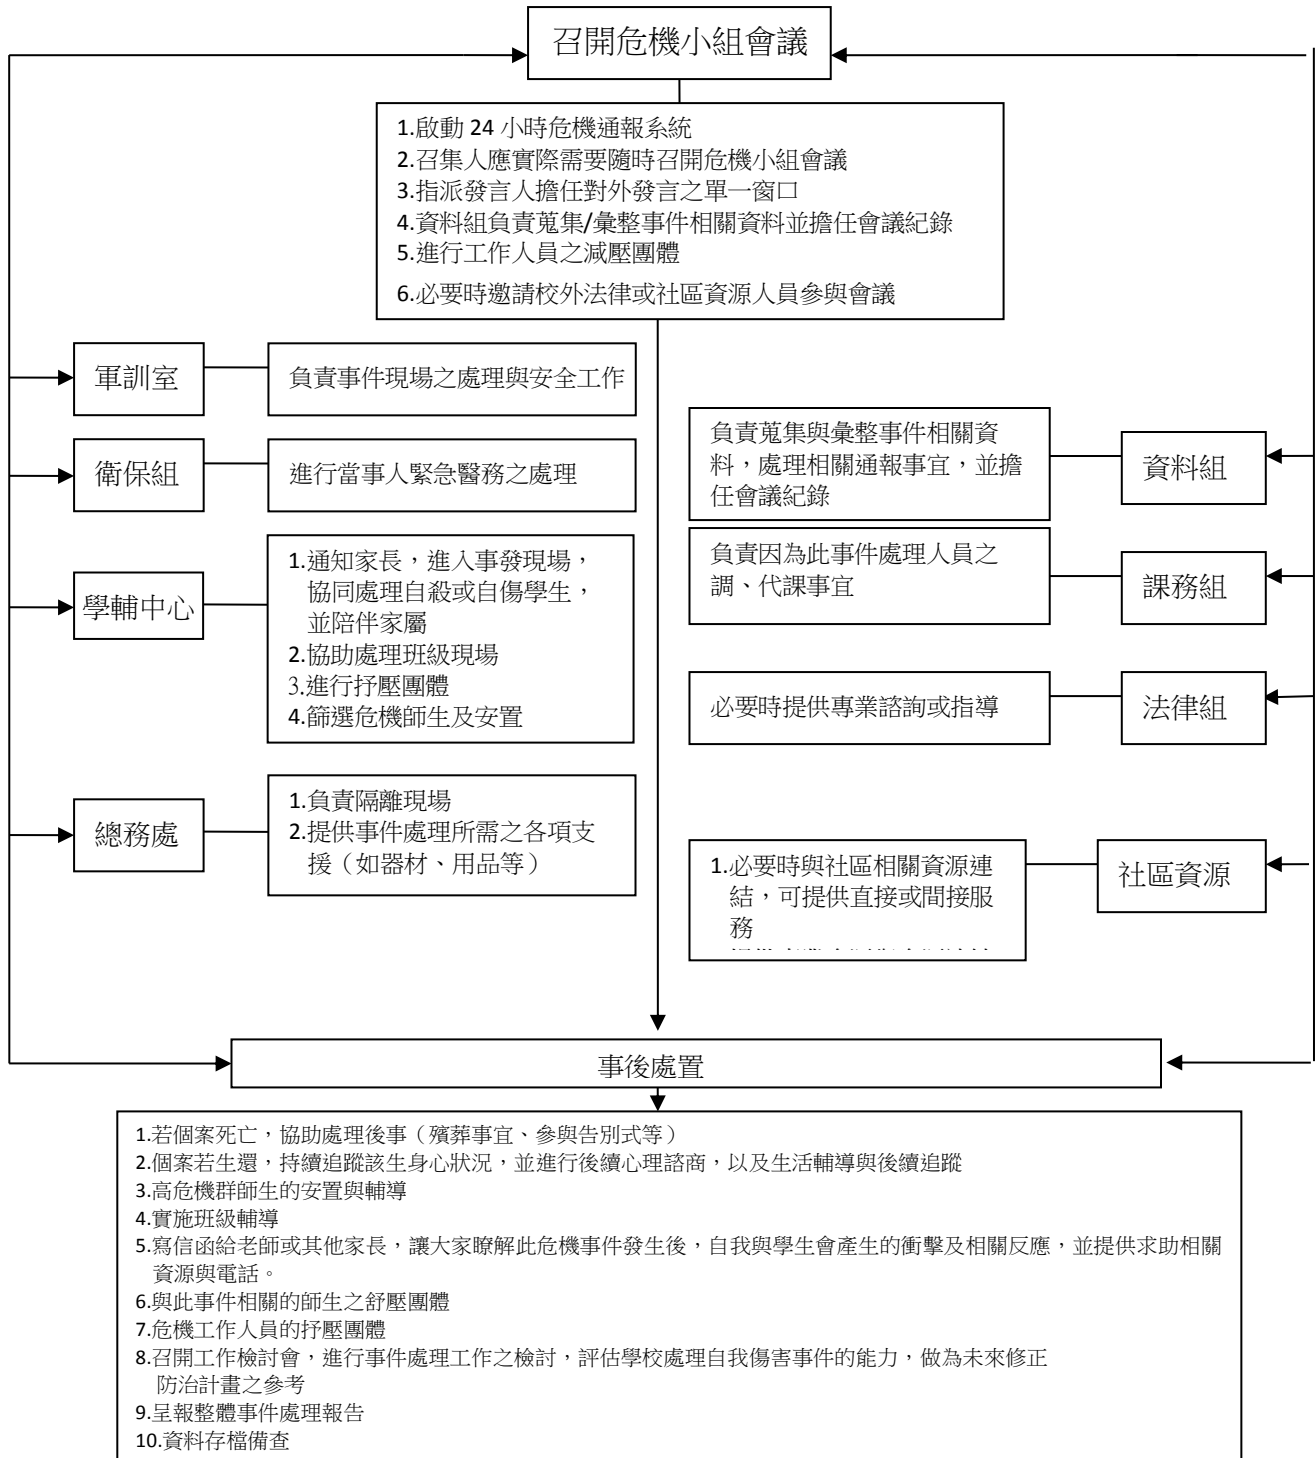 召開危機小組會議
1.啟動 24 小時危機通報系統
2.召集人應實際需要隨時召開危機小組會議
3.指派發言人擔任對外發言之單一窗口
4.資料組負責蒐集/彙整事件相關資料並擔任會議紀錄
5.進行工作人員之減壓團體
6.必要時邀請校外法律或社區資源人員參與會議
軍訓室
負責事件現場之處理與安全工作
衛保組
進行當事人緊急醫務之處理
學輔中心
1.通知家長，進入事發現場，
協同處理自殺或自傷學生，
並陪伴家屬
2.協助處理班級現場
3.進行抒壓團體
4.篩選危機師生及安置
總務處
1.負責隔離現場
2.提供事件處理所需之各項支
援（如器材、用品等）
負責蒐集與彙整事件相關資
料，處理相關通報事宜，並擔
任會議紀錄
資料組
負責因為此事件處理人員之
調、代課事宜
課務組
必要時提供專業諮詢或指導
法律組
1.必要時與社區相關資源連
結，可提供直接或間接服
務
社區資源
事後處置
1.若個案死亡，協助處理後事（殯葬事宜、參與告別式等）
2.個案若生還，持續追蹤該生身心狀況，並進行後續心理諮商，以及生活輔導與後續追蹤
3.高危機群師生的安置與輔導
4.實施班級輔導
5.寫信函給老師或其他家長，讓大家瞭解此危機事件發生後，自我與學生會產生的衝擊及相關反應，並提供求助相關
資源與電話。
6.與此事件相關的師生之舒壓團體
7.危機工作人員的抒壓團體
8.召開工作檢討會，進行事件處理工作之檢討，評估學校處理自我傷害事件的能力，做為未來修正
防治計畫之參考
9.呈報整體事件處理報告
10.資料存檔備查